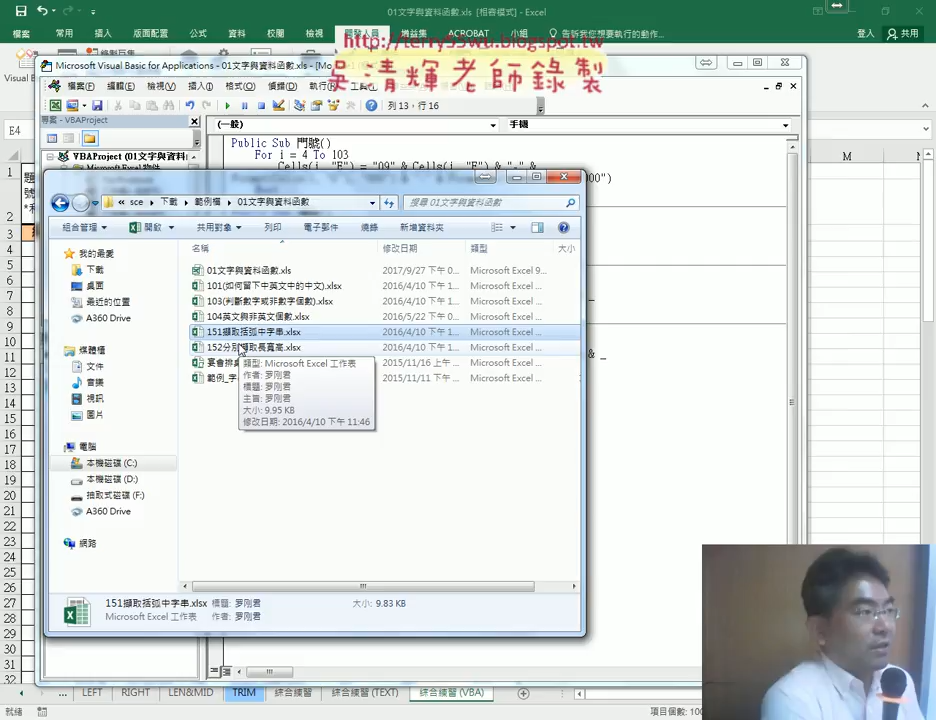 01文字與資料函數.xls [相容模式] - Excel
檔案 常用 插入 版面配置 公式 資料 校閱 檢視 開發人員 增益集 ACROBAT 小組 告訴我您想要執行的動作... 登入 共用
http://terry55wu.blogspot.tw
吳清輝老師錄製
Microsoft Visual Basic for Applications - 01文字與資料函數.xls - [Mo
檔案(F) 編輯(E) 檢視(V) 插入(I) 格式(O) 偵錯(D) 執行(R) 工具(T)
列 13，行 16
專案 - VBAProject
(一般) 手機
VBAProject (01文字與資料
Microsoft Excel 物件
Public Sub 門號()
For i = 4 To 103
sce 下載 範例檔 01文字與資料函數 搜尋 01文字與資料函數
組合管理 開啟 共用對象 列印 電子郵件 燒錄 新增資料夾
名稱 修改日期 類型 大小
我的最愛
下載
桌面
最近的位置
A360 Drive
媒體櫃
文件
音樂
視訊
圖片
電腦
本機磁碟 (C:)
本機磁碟 (D:)
抽取式磁碟 (F:)
A360 Drive
網路
01文字與資料函數.xls 2017/9/27 下午 0... Microsoft Excel 9...
101(如何留下中英文中的中文).xlsx 2016/4/10 下午 1... Microsoft Excel ...
103(判斷數字或非數字個數).xlsx 2016/4/10 下午 1... Microsoft Excel ...
104英文與非英文個數.xlsx 2016/5/22 下午 0... Microsoft Excel ...
151擷取括弧中字串.xlsx 2016/4/10 下午 1... Microsoft Excel ...
152分別擷取長寬高.xlsx 2016/4/10 下午 1... Microsoft Excel ...
2015/11/16 上午 ... Microsoft Excel ...
2015/11/11 下午 ... Microsoft Excel ...
類型: Microsoft Excel 工作表
作者: 罗刚君
標題: 罗刚君
主旨: 罗刚君
大小: 9.95 KB
修改日期: 2016/4/10 下午 11:46
151擷取括弧中字串.xlsx 標題: 罗刚君 大小: 9.83 KB
Microsoft Excel 工作表 作者: 罗刚君
... LEFT RIGHT LEN&MID TRIM 綜合練習 綜合練習 (TEXT) 綜合練習 (VBA)
就緒